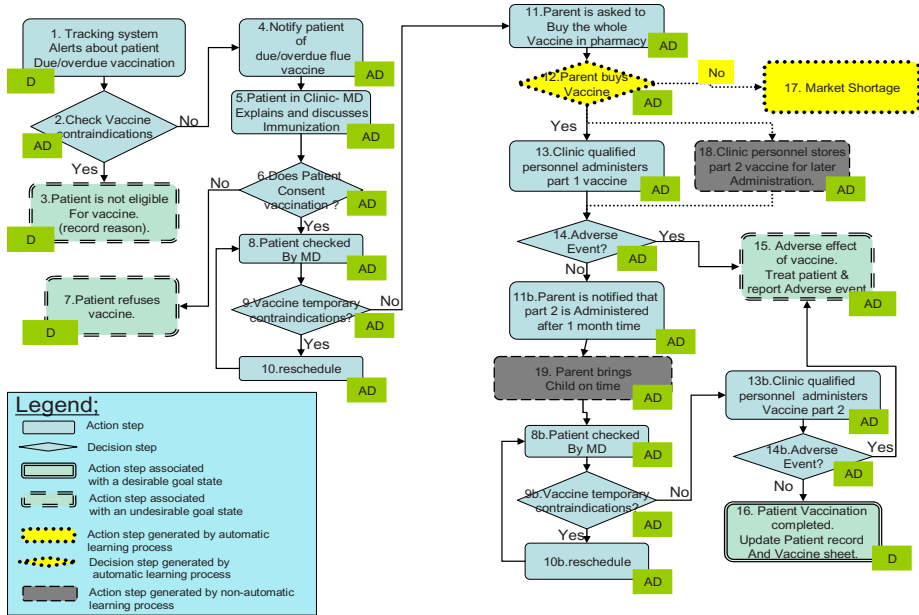 1. Tracking system
Alerts about patient
Due/overdue vaccination
D
2.Check Vaccine
contraindications
AD
No
Yes
3.Patient is not eligible
For vaccine.
(record reason).
D
4.Notify patient
of
due/overdue flue
vaccine
AD
5.Patient in Clinic- MD
Explains and discusses
Immunization
AD
6.Does Patient
Consent
vaccination ?
AD
No
Yes
7.Patient refuses
vaccine.
D
8.Patient checked
By MD
AD
9.Vaccine temporary
contraindications?
AD
No
Yes
10.reschedule
AD
11.Parent is asked to
Buy the whole
Vaccine in pharmacy
AD
12.Parent buys
Vaccine
AD
No
17. Market Shortage
Yes
13.Clinic qualified
personnel administers
part 1 vaccine
AD
18.Clinic personnel stores
part 2 vaccine for later
Administration.
AD
14.Adverse
Event?
AD
Yes
No
15. Adverse effect
of vaccine.
Treat patient &
report Adverse event
AD
11b.Parent is notified that
part 2 is Administered
after 1 month time
AD
19. Parent brings
Child on time
AD
8b.Patient checked
By MD
AD
9b.Vaccine temporary
contraindications?
AD
No
Yes
10b.reschedule
AD
13b.Clinic qualified
personnel administers
Vaccine part 2
AD
14b.Adverse
Event?
AD
Yes
No
16. Patient Vaccination
completed.
Update Patient record
And Vaccine sheet.
D
Legend;
Action step
Decision step
Action step associated
with a desirable goal state
Action step associated
with an undesirable goal state
Action step generated by automatic
learning process
Decision step generated by
automatic learning process
Action step generated by non-automatic
learning process